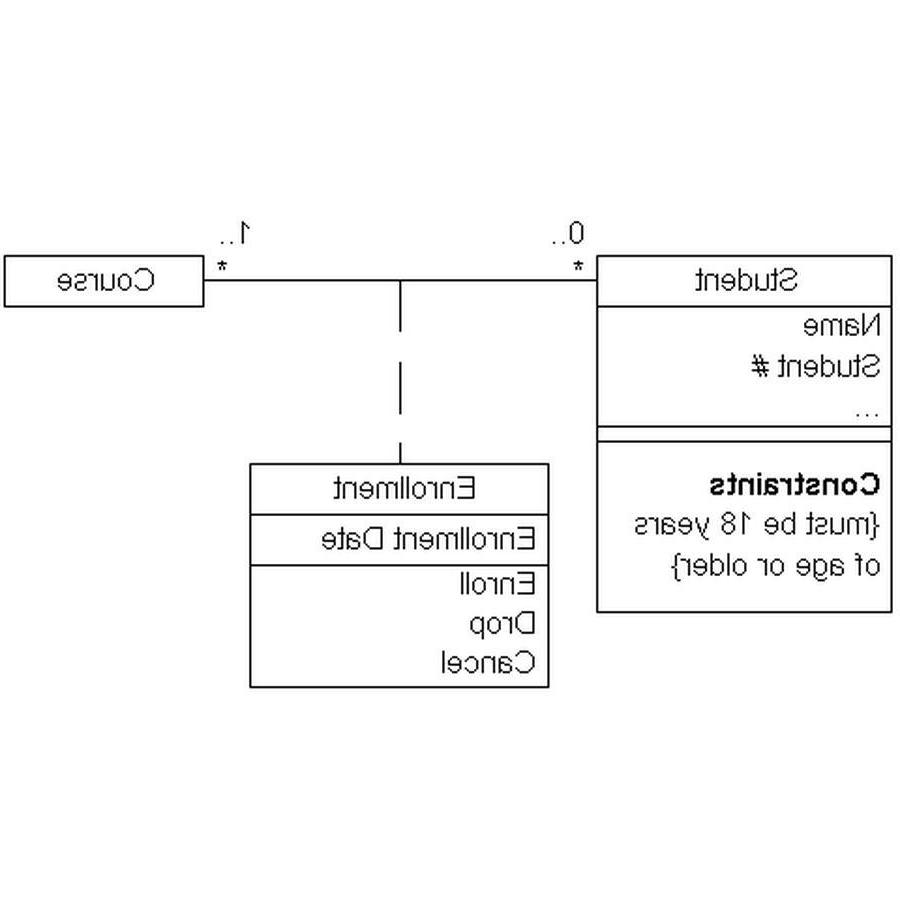 0..
*
1..
*
Student
Name
Student #
...
Constraints
{must be 18 years
of age or older}
Course
Enrollment
Enrollment Date
Enroll
Drop
Cancel